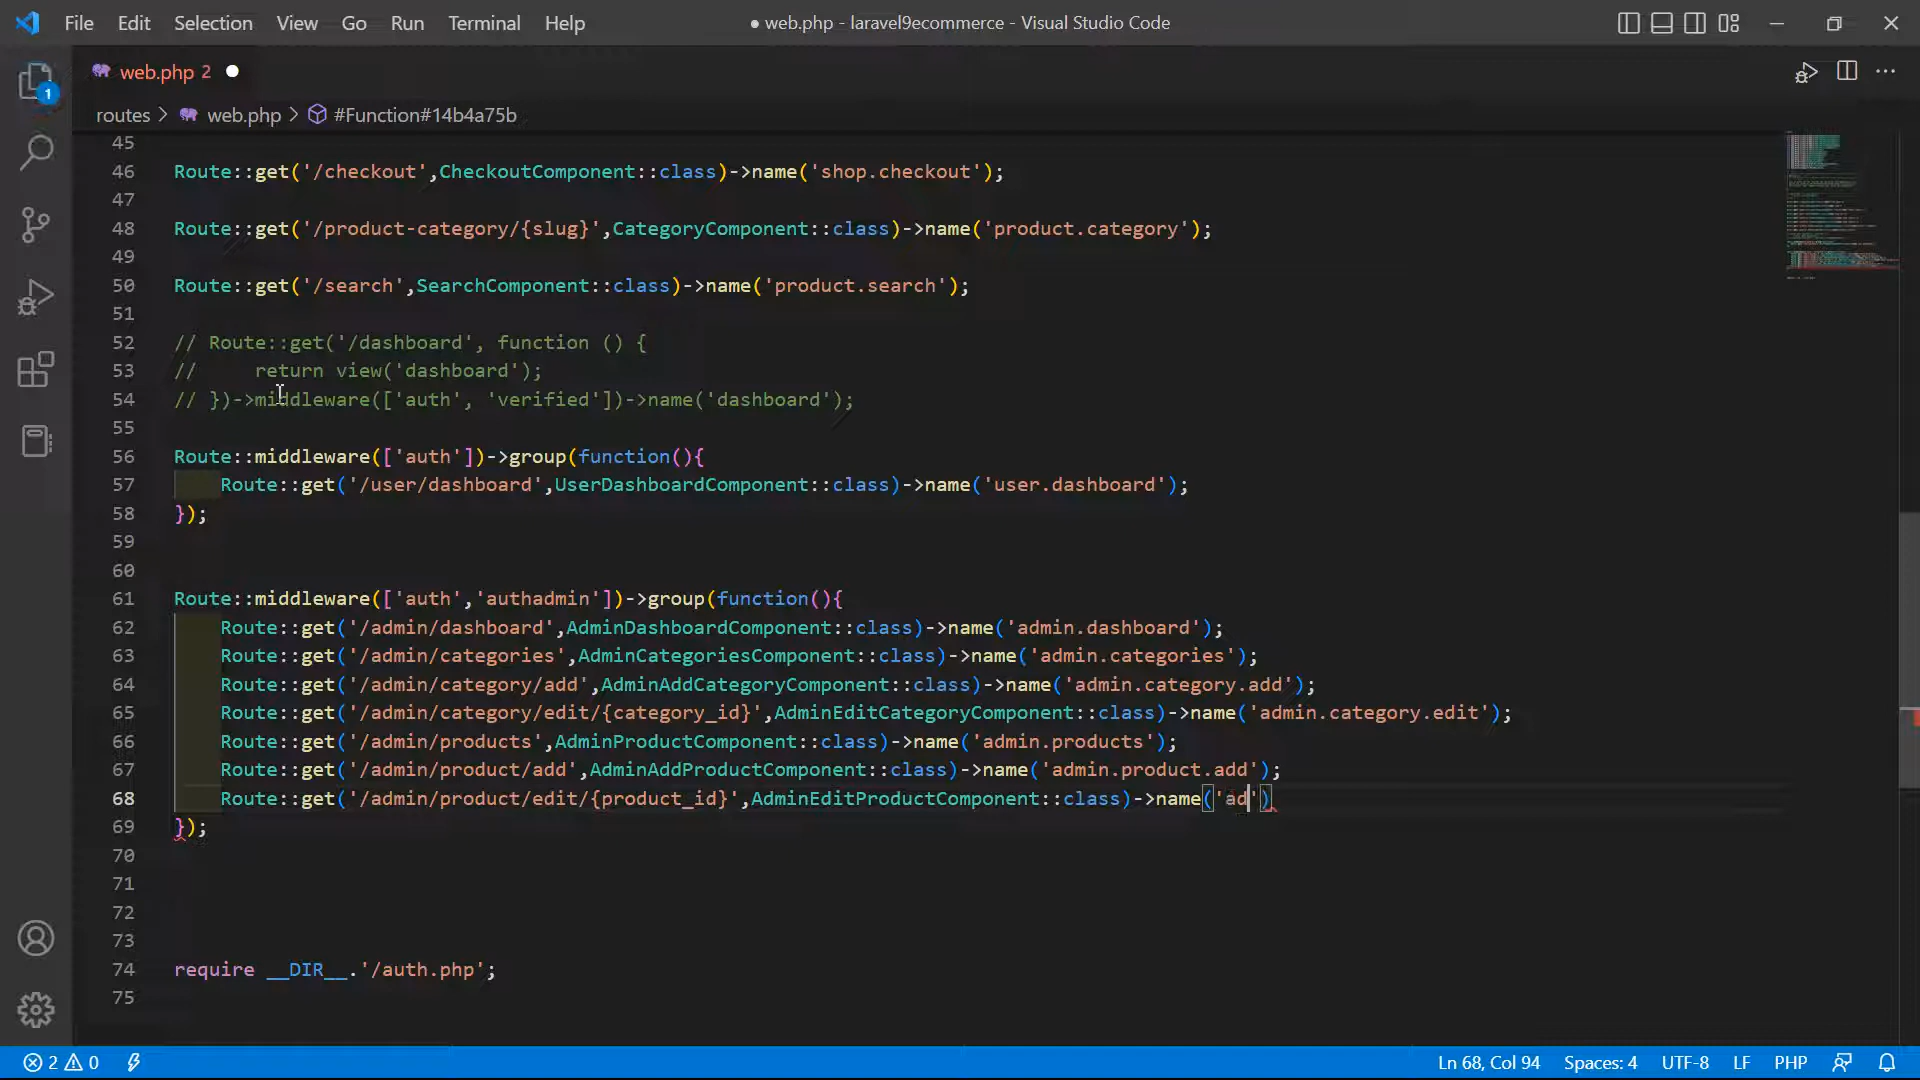 File Edit Selection View Go Run Terminal Help ● web.php - laravel9ecommerce - Visual Studio Code
web.php 2 ●
routes > web.php > #Function#14b4a75b
1
45
46 Route::get('/checkout',CheckoutComponent::class)->name('shop.checkout');
47
48 Route::get('/product-category/{slug}',CategoryComponent::class)->name('product.category');
49
50 Route::get('/search',SearchComponent::class)->name('product.search');
51
52 // Route::get('/dashboard', function () {
53 //     return view('dashboard');
54 // })->middleware(['auth', 'verified'])->name('dashboard');
55
56 Route::middleware(['auth'])->group(function(){
57     Route::get('/user/dashboard',UserDashboardComponent::class)->name('user.dashboard');
58 });
59
60
61 Route::middleware(['auth','authadmin'])->group(function(){
62     Route::get('/admin/dashboard',AdminDashboardComponent::class)->name('admin.dashboard');
63     Route::get('/admin/categories',AdminCategoriesComponent::class)->name('admin.categories');
64     Route::get('/admin/category/add',AdminAddCategoryComponent::class)->name('admin.category.add');
65     Route::get('/admin/category/edit/{category_id}',AdminEditCategoryComponent::class)->name('admin.category.edit');
66     Route::get('/admin/products',AdminProductComponent::class)->name('admin.products');
67     Route::get('/admin/product/add',AdminAddProductComponent::class)->name('admin.product.add');
68     Route::get('/admin/product/edit/{product_id}',AdminEditProductComponent::class)->name('ad')
69 });
70
71
72
73
74 require __DIR__.'/auth.php';
75
2 0 Ln 68, Col 94 Spaces: 4 UTF-8 LF PHP